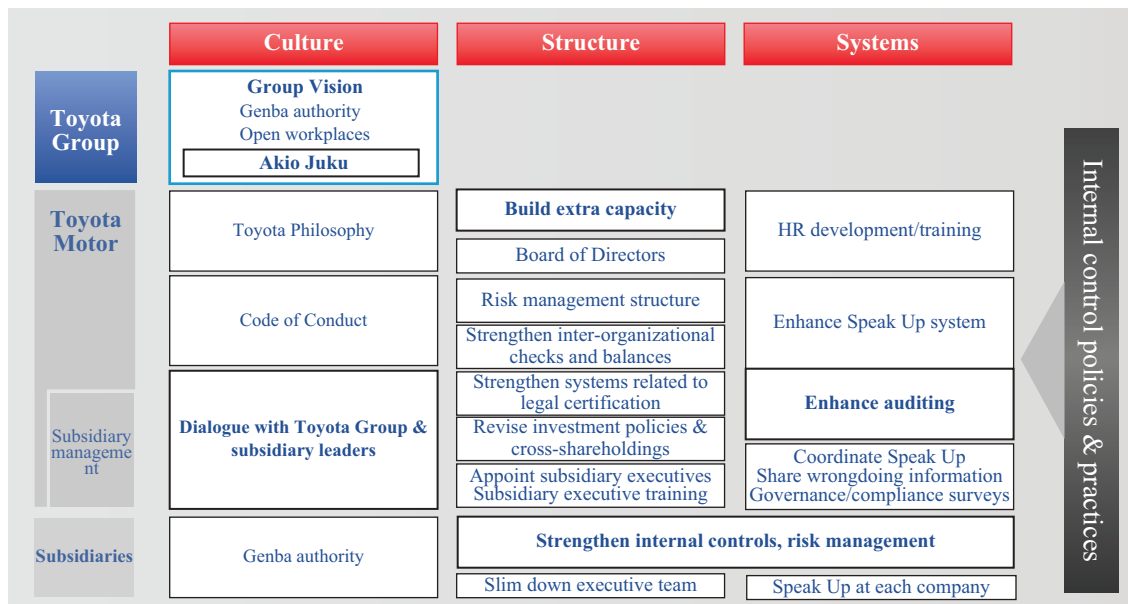 Culture
Structure
Systems
Toyota
Group
Group Vision
Genba authority
Open workplaces
Akio Juku
Toyota
Motor
Toyota Philosophy
Build extra capacity
Board of Directors
HR development/training
Code of Conduct
Risk management structure
Strengthen inter-organizational
checks and balances
Enhance Speak Up system
Subsidiary
manageme
nt
Dialogue with Toyota Group &
subsidiary leaders
Strengthen systems related to
legal certification
Revise investment policies &
cross-shareholdings
Appoint subsidiary executives
Subsidiary executive training
Enhance auditing
Coordinate Speak Up
Share wrongdoing information
Governance/compliance surveys
Subsidiaries
Genba authority
Strengthen internal controls, risk management
Slim down executive team
Speak Up at each company
Internal control policies & practices